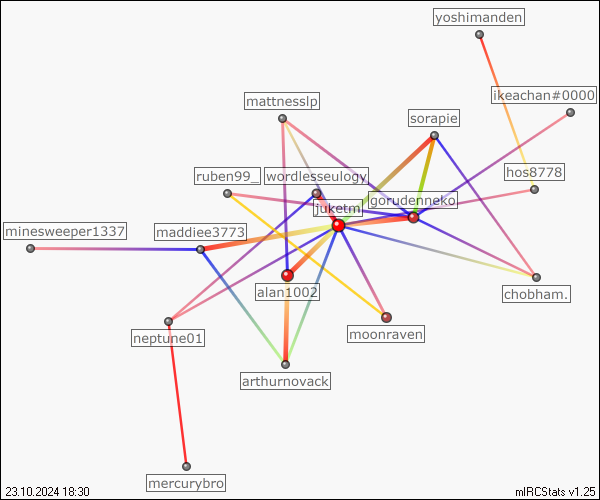 yoshimanden
ikeachan#0000
mattnesslp
sorapie
ruben99_
wordlesseulogy
hos8778
juketm
gorudenneko
minesweeper1337
maddiee3773
alan1002
chobham.
neptune01
moonraven
arthurnovack
mercurybro
23.10.2024 18:30
mIRCStats v1.25